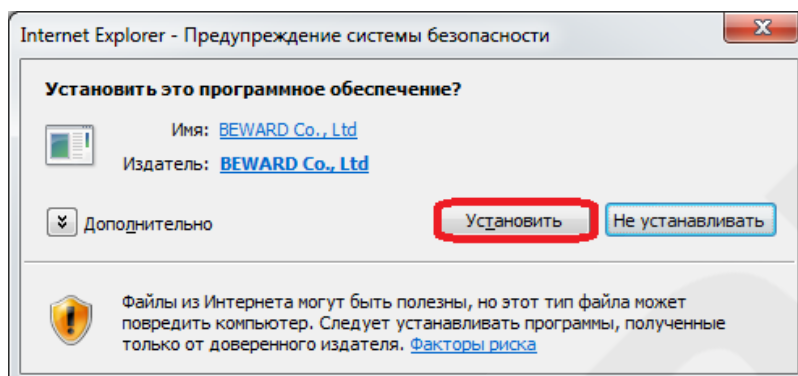 Internet Explorer - Предупреждение системы безопасности
Установить это программное обеспечение?
Имя: BEWARD Co., Ltd
Издатель: BEWARD Co., Ltd
Дополнительно Установить Не устанавливать
Файлы из Интернета могут быть полезны, но этот тип файла может
повредить компьютер. Следует устанавливать программы, полученные
только от доверенного издателя. Факторы риска